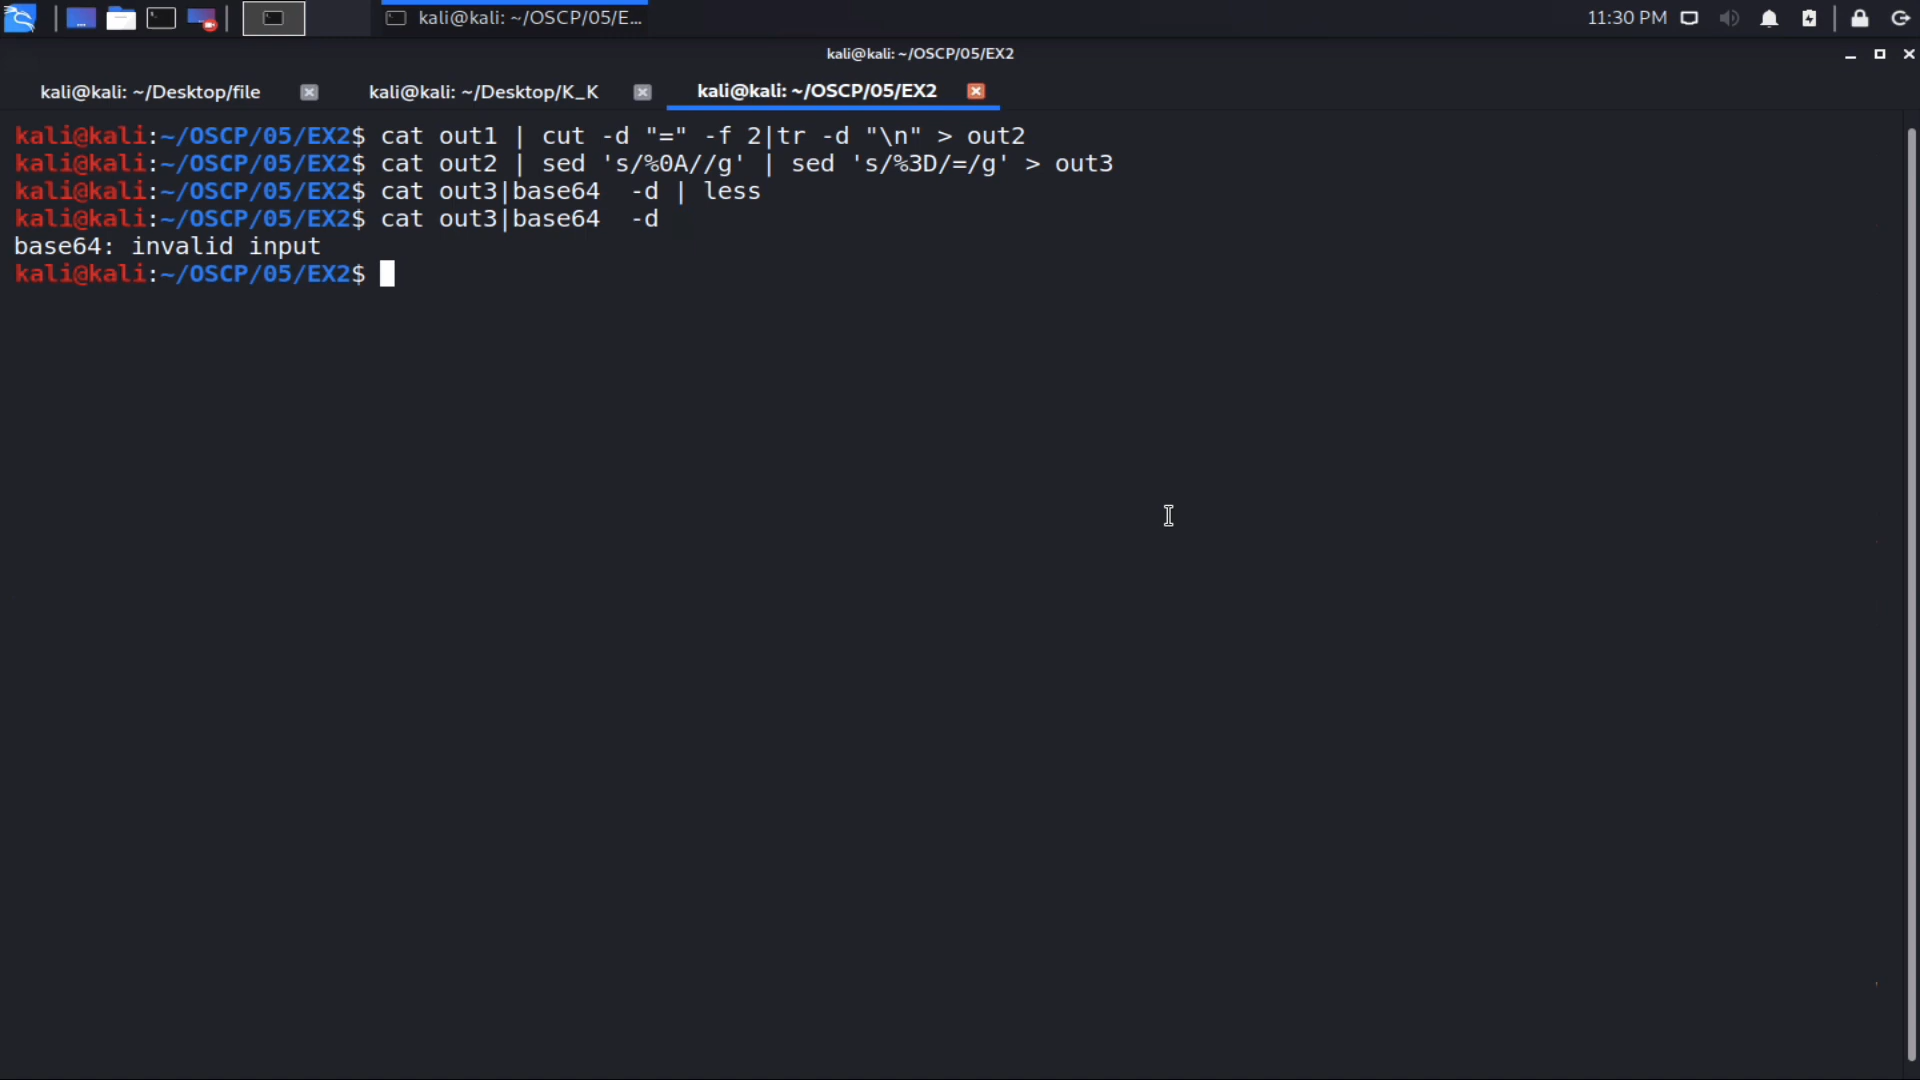 kali@kali: ~/OSCP/05/E...
11:30 PM
kali@kali: ~/OSCP/05/EX2
kali@kali: ~/Desktop/file
kali@kali: ~/Desktop/K_K
kali@kali: ~/OSCP/05/EX2
kali@kali:~/OSCP/05/EX2$ cat out1 | cut -d "=" -f 2|tr -d "\n" > out2
kali@kali:~/OSCP/05/EX2$ cat out2 | sed 's/%0A//g' | sed 's/%3D/=/g' > out3
kali@kali:~/OSCP/05/EX2$ cat out3|base64  -d | less
kali@kali:~/OSCP/05/EX2$ cat out3|base64  -d
base64: invalid input
kali@kali:~/OSCP/05/EX2$